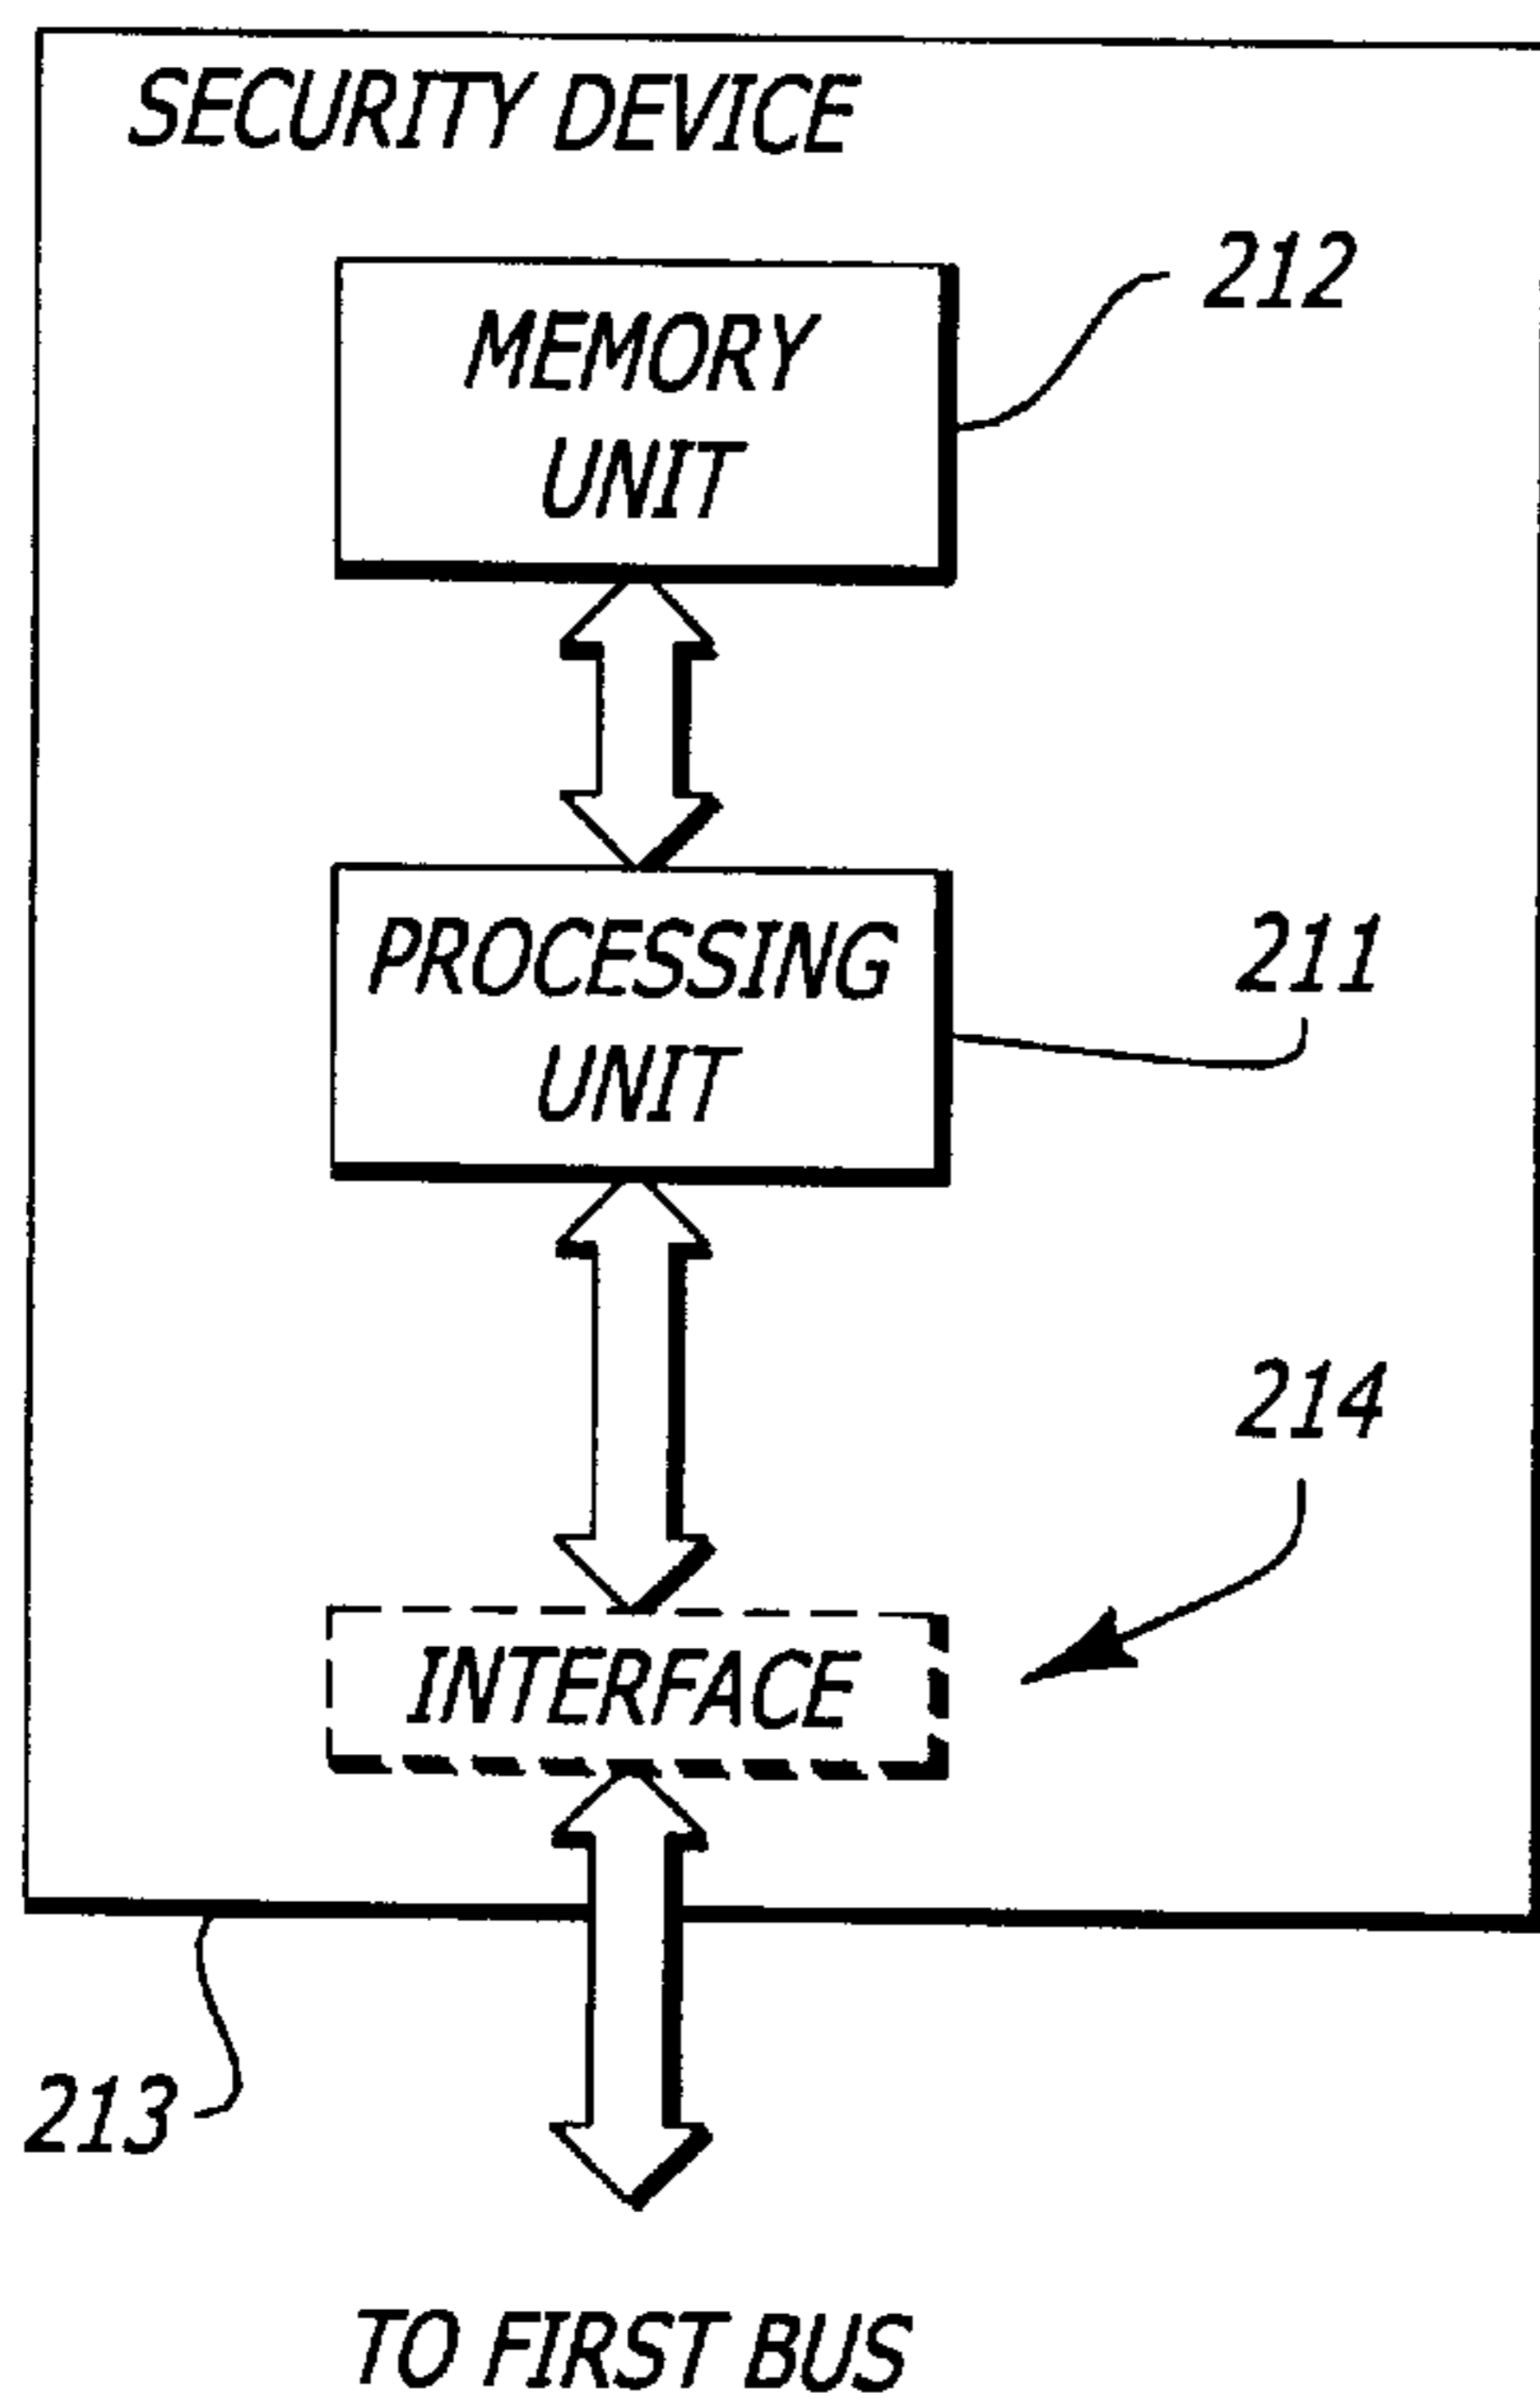 SECURITY DEVICE
212
MEMORY
UNIT
211
PROCESSING
UNIT
214
INTERFACE
213
TO FIRST BUS